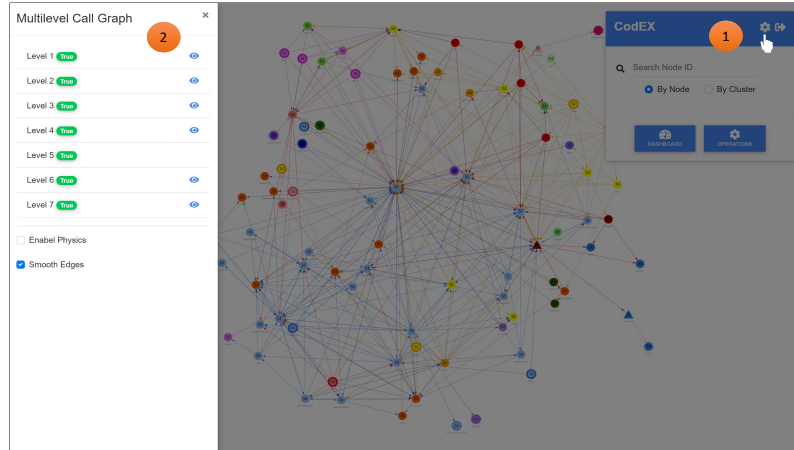 Multilevel Call Graph
×
2
Level 1 True
Level 2 True
Level 3 True
Level 4 True
Level 5 True
Level 6 True
Level 7 True
Enabel Physics
Smooth Edges
CodEX
1
Search Node ID
By Node By Cluster
DASHBOARD OPERATIONS